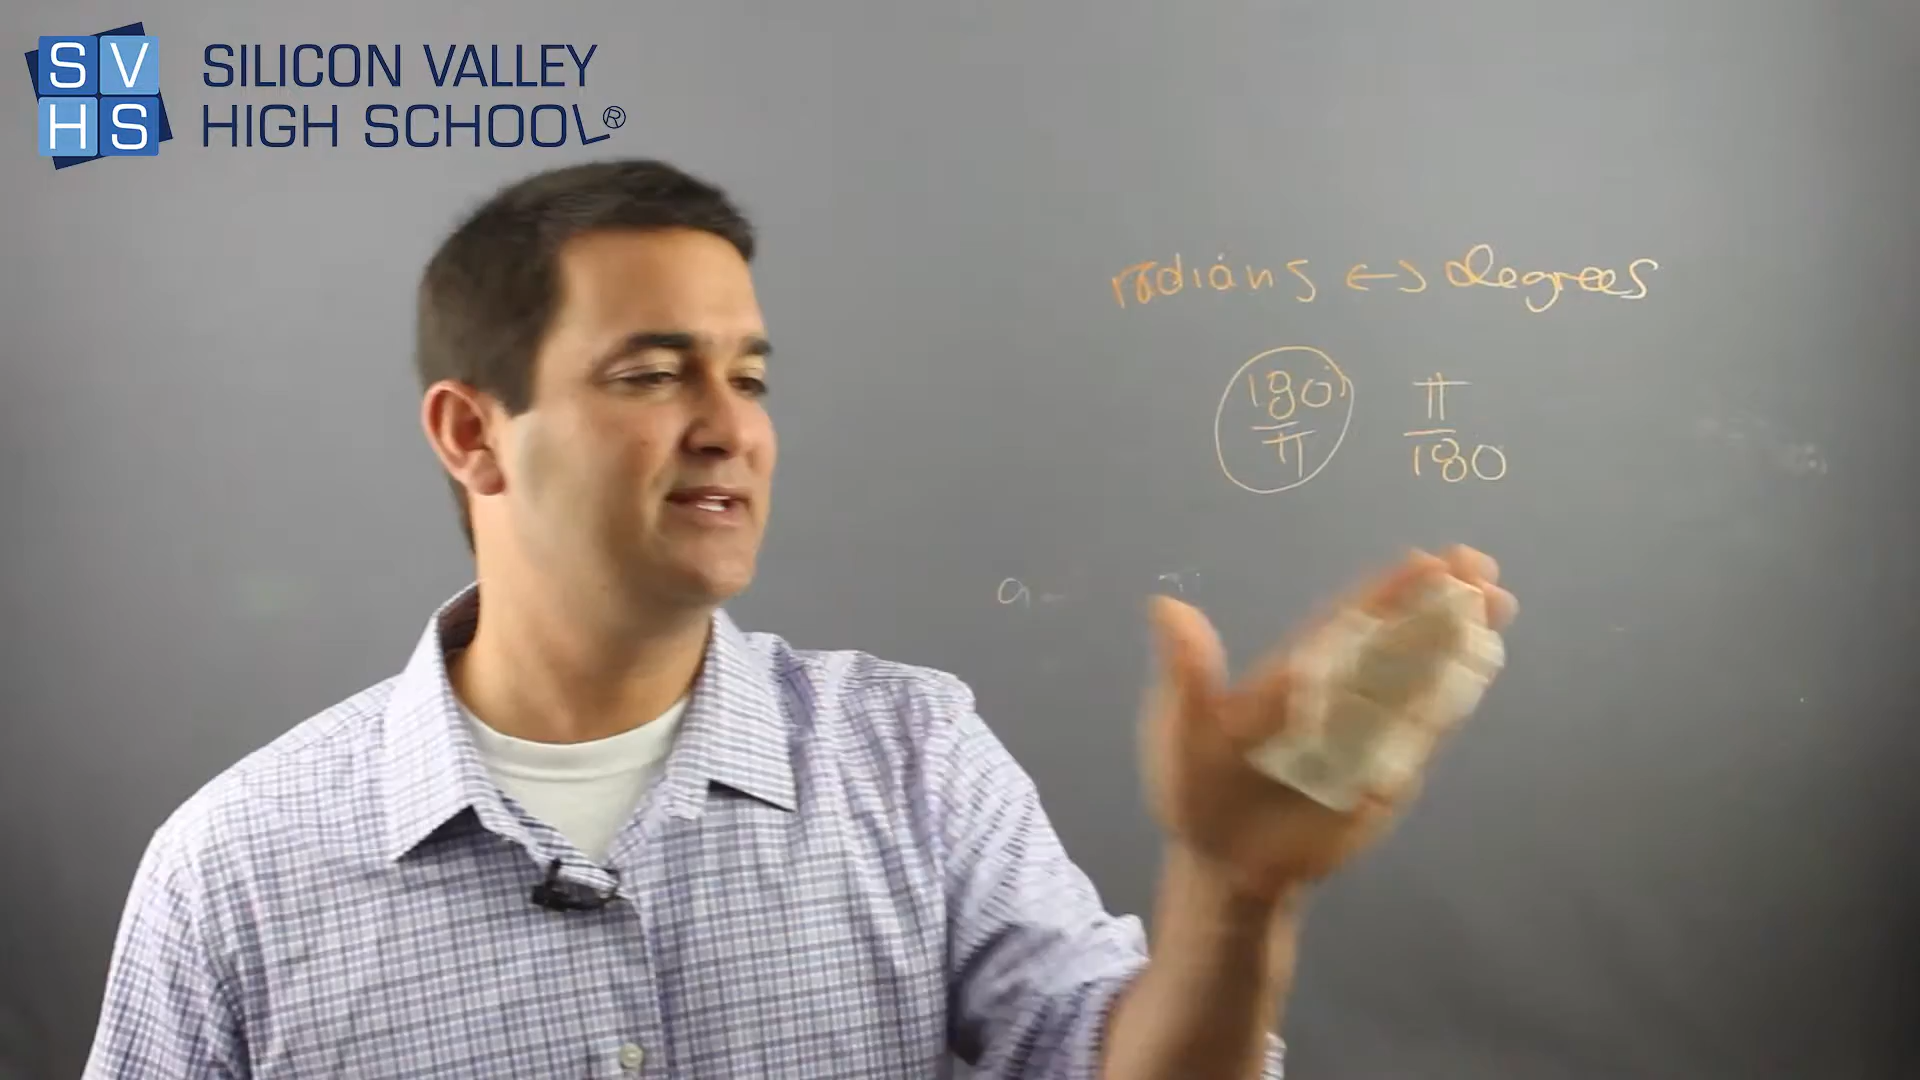 SVHS
SILICON VALLEY
HIGH SCHOOL®
radians ↔ degrees
180/π π/180
a